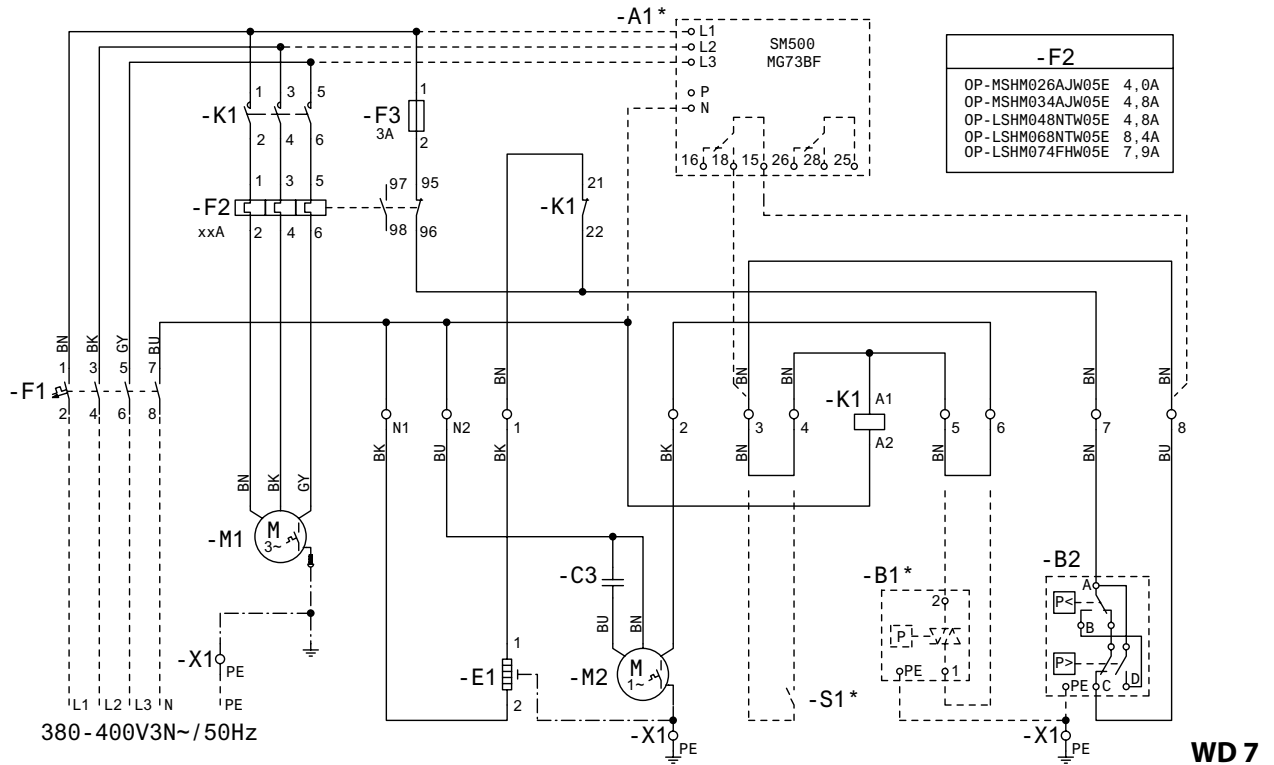 -A1*
L1
L2
L3
SM500
MG73BF
P
N
16 18 15 26 28 25
-F2
OP-MSHM026AJW05E 4,0A
OP-MSHM034AJW05E 4,8A
OP-LSHM048NTW05E 4,8A
OP-LSHM068NTW05E 8,4A
OP-LSHM074FHW05E 7,9A
1 3 5
-K1
2 4 6
1
-F3
3A
2
1 3 5
-F2
xxA
2 4 6
97 95
98 96
21
-K1
22
BN BK GY BU
1 3 5 7
-F1
2 4 6 8
BN BN BN BN BN
-K1 A1
A2
N1 N2 1 2 3 4 5 6 7 8
BK BU BK BN BN BN BN BU
BN BK GY
-M1
M
3~
-X1
PE
L1 L2 L3 N PE
380-400V3N~/50Hz
-C3
BU BN
1
-E1
2
-M2
M
1~
-X1
PE
-S1*
-B1*
2
P
PE 1
-B2
A
P<
B
P>
PE C D
-X1
PE
WD 7